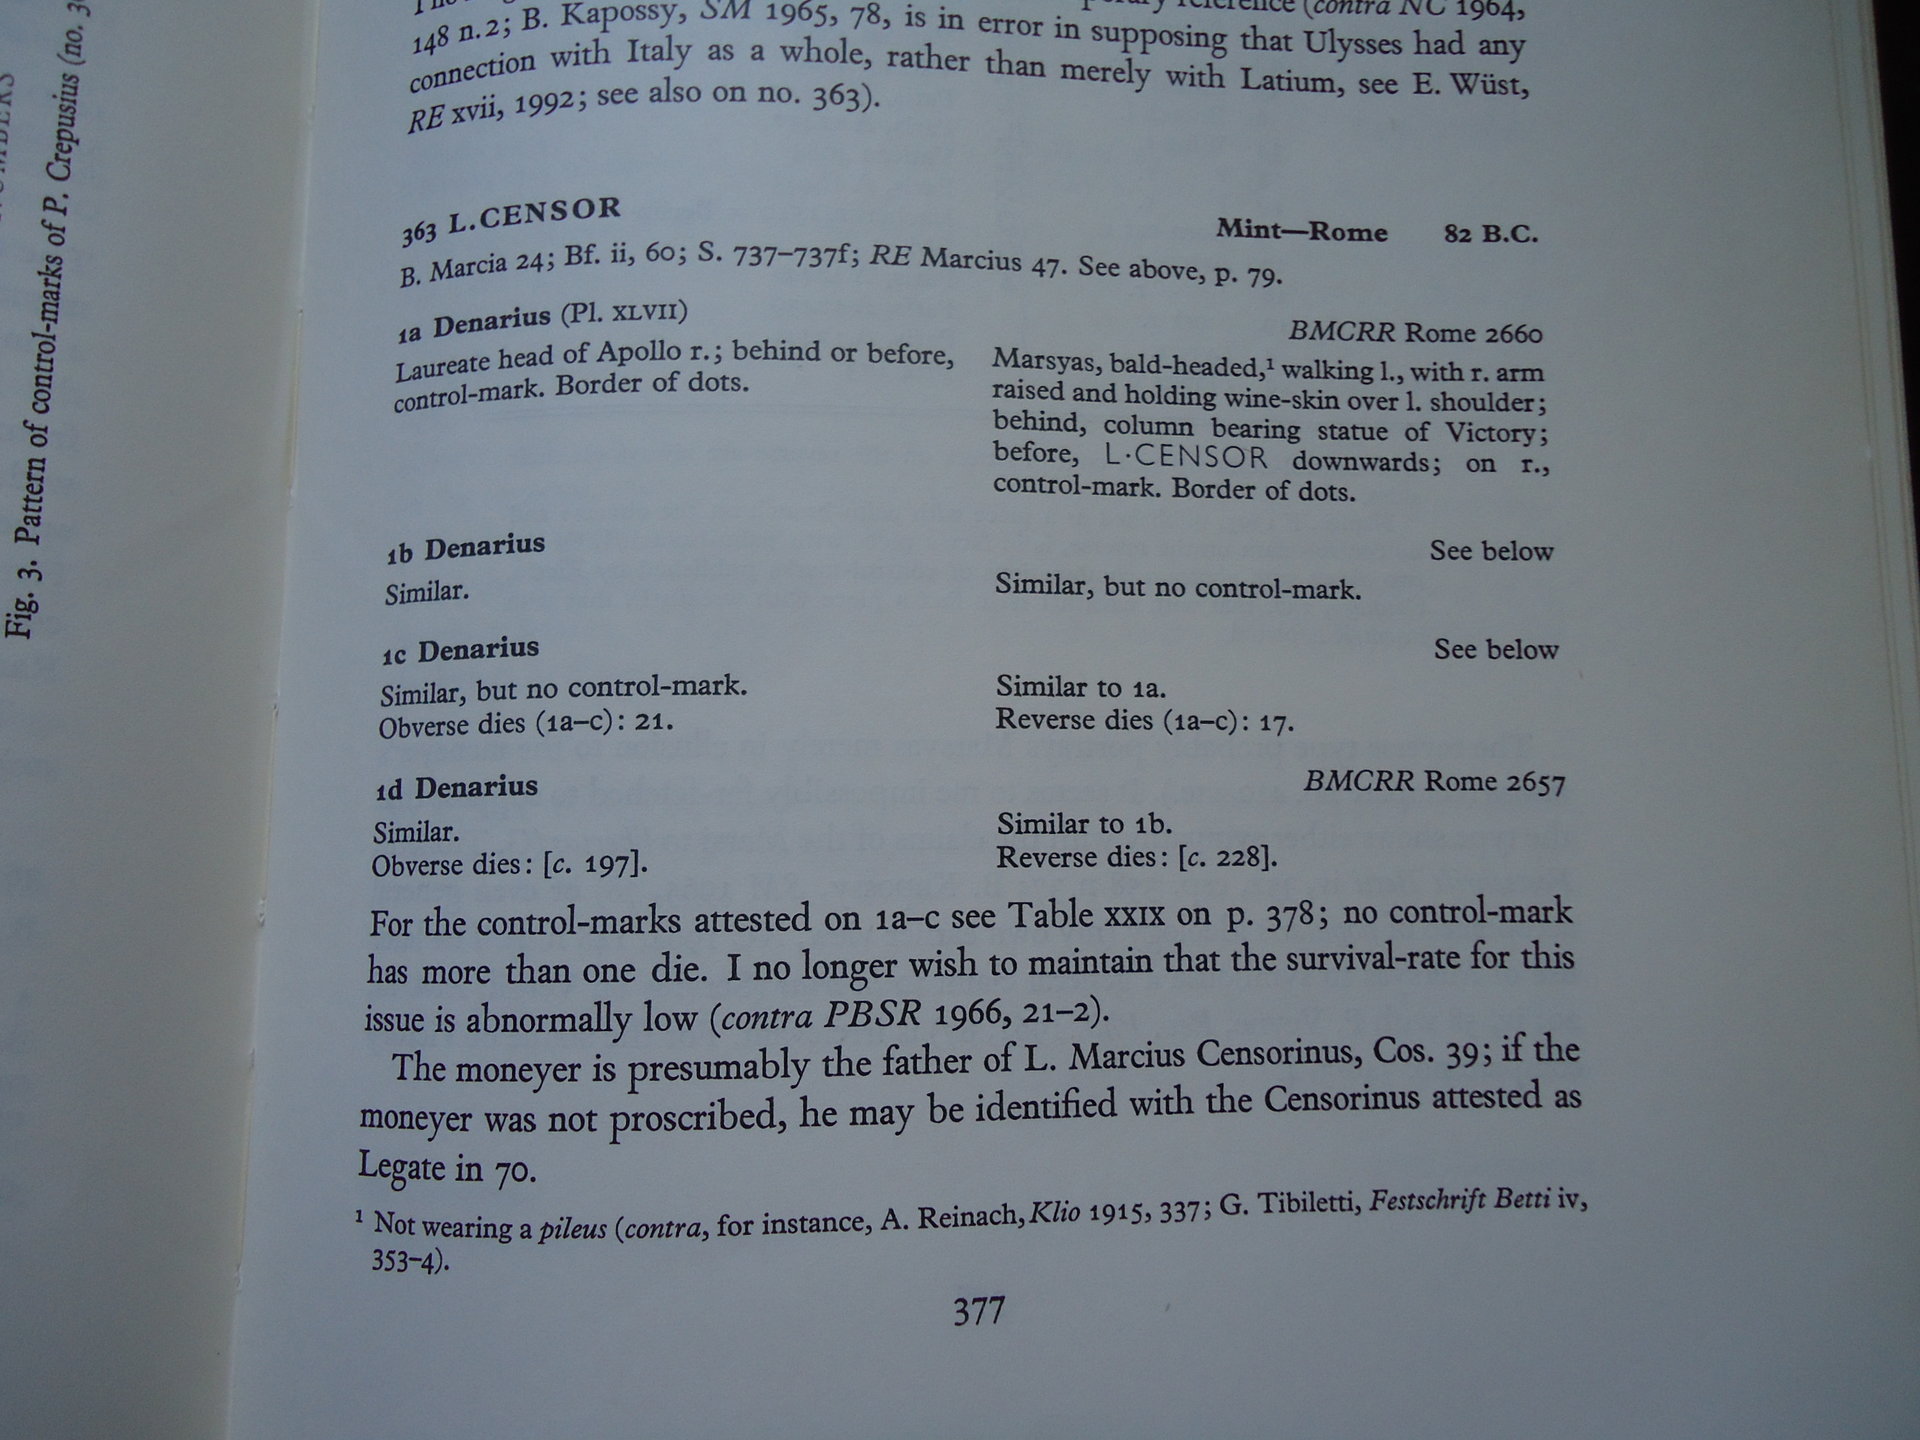 Fig. 3. Pattern of control-marks of P. Crepusius (no.
reference (contra NC 1964,
148 n.2; B. Kapossy, SM 1965, 78, is in error in supposing that Ulysses had any
connection with Italy as a whole, rather than merely with Latium, see E. Wüst,
RE xvii, 1992; see also on no. 363).
363 L.CENSOR Mint—Rome 82 B.C.
B. Marcia 24; Bf. ii, 60; S. 737–737f; RE Marcius 47. See above, p. 79.
1a Denarius (Pl. XLVII)
BMCRR Rome 2660
Laureate head of Apollo r.; behind or before,
control-mark. Border of dots.
Marsyas, bald-headed,¹ walking l., with r. arm
raised and holding wine-skin over l. shoulder;
behind, column bearing statue of Victory;
before, L·CENSOR downwards; on r.,
control-mark. Border of dots.
1b Denarius See below
Similar. Similar, but no control-mark.
1c Denarius See below
Similar, but no control-mark. Similar to 1a.
Obverse dies (1a–c): 21. Reverse dies (1a–c): 17.
1d Denarius BMCRR Rome 2657
Similar. Similar to 1b.
Obverse dies: [c. 197]. Reverse dies: [c. 228].
For the control-marks attested on 1a–c see Table XXIX on p. 378; no control-mark
has more than one die. I no longer wish to maintain that the survival-rate for this
issue is abnormally low (contra PBSR 1966, 21–2).
The moneyer is presumably the father of L. Marcius Censorinus, Cos. 39; if the
moneyer was not proscribed, he may be identified with the Censorinus attested as
Legate in 70.
¹ Not wearing a pileus (contra, for instance, A. Reinach, Klio 1915, 337; G. Tibiletti, Festschrift Betti iv,
353–4).
377